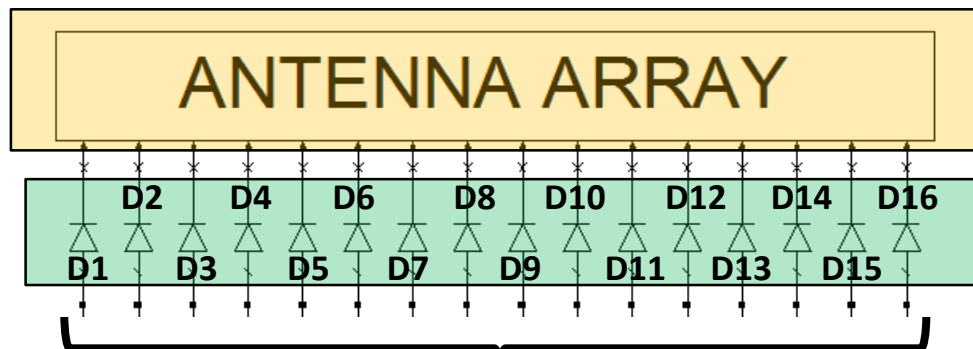 ANTENNA ARRAY
D2 D4 D6 D8 D10 D12 D14 D16
D1 D3 D5 D7 D9 D11 D13 D15